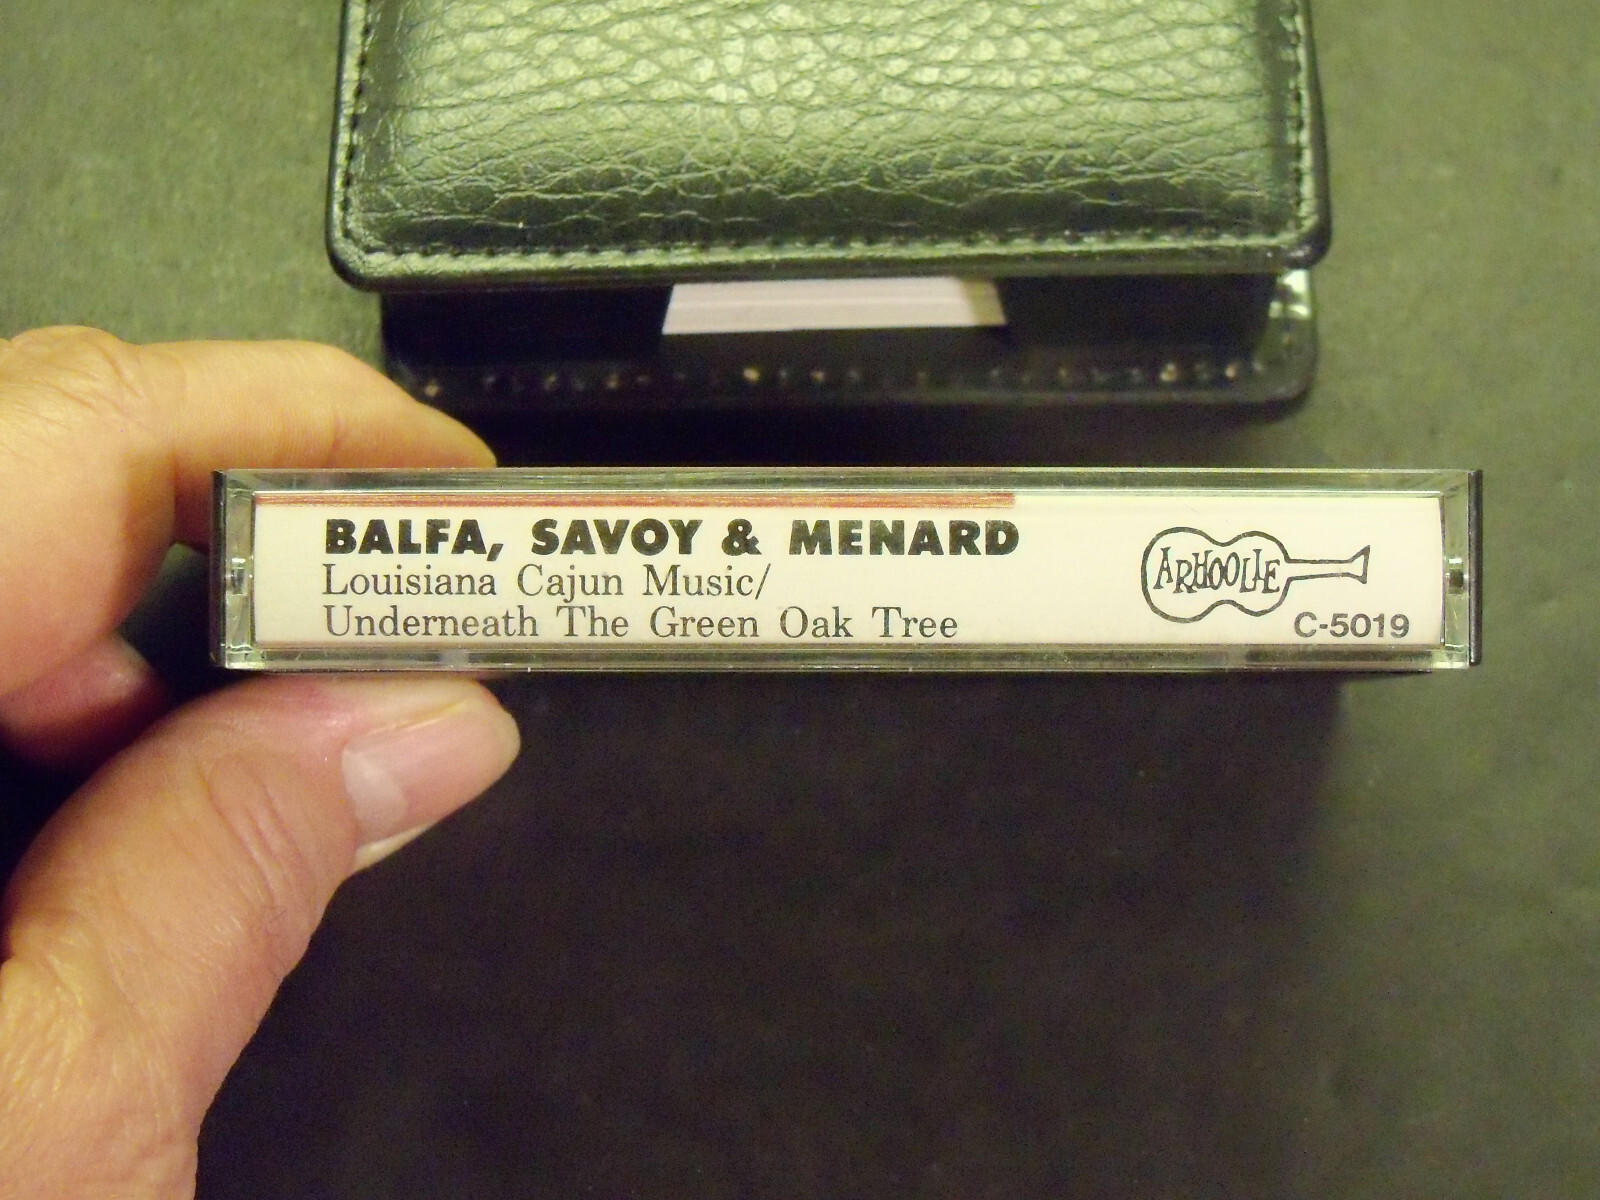 BALFA, SAVOY & MENARD
Louisiana Cajun Music/
Underneath The Green Oak Tree
ARHOOLIE
C-5019